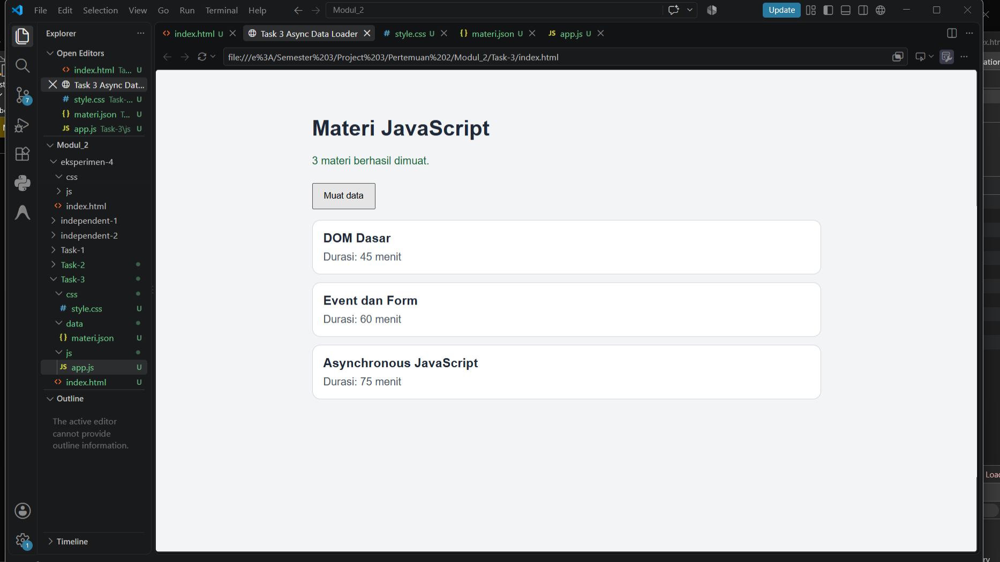 File Edit Selection View Go Run Terminal Help
Modul_2
Update
Explorer
Open Editors
index.html Ta... U
Task 3 Async Dat...
style.css Task-... U
materi.json T... U
app.js Task-3\js U
Modul_2
eksperimen-4
css
js
index.html
independent-1
independent-2
Task-1
Task-2
Task-3
css
style.css U
data
materi.json U
js
app.js U
index.html U
Outline
The active editor
cannot provide
outline information.
Timeline
7
1
index.html U
Task 3 Async Data Loader
style.css U
materi.json U
app.js U
file:///e%3A/Semester%203/Project%203/Pertemuan%202/Modul_2/Task-3/index.html
Materi JavaScript
3 materi berhasil dimuat.
Muat data
DOM Dasar
Durasi: 45 menit
Event dan Form
Durasi: 60 menit
Asynchronous JavaScript
Durasi: 75 menit